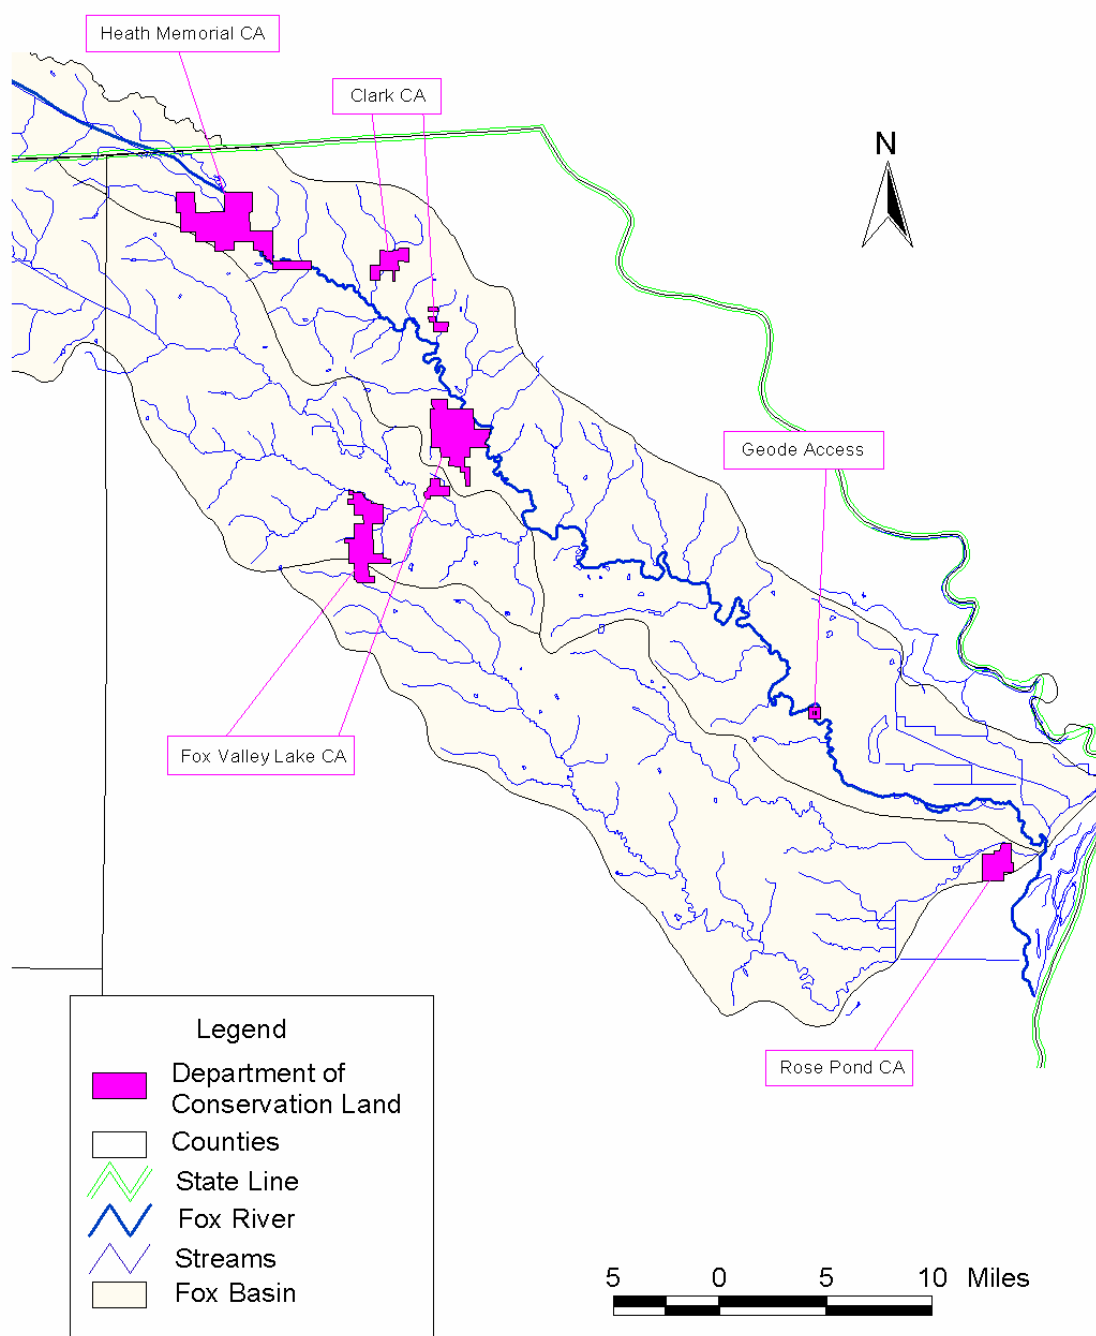 Heath Memorial CA
Clark CA
N
Geode Access
Fox Valley Lake CA
Rose Pond CA
Legend
Department of
Conservation Land
Counties
State Line
Fox River
Streams
Fox Basin
5 0 5 10 Miles